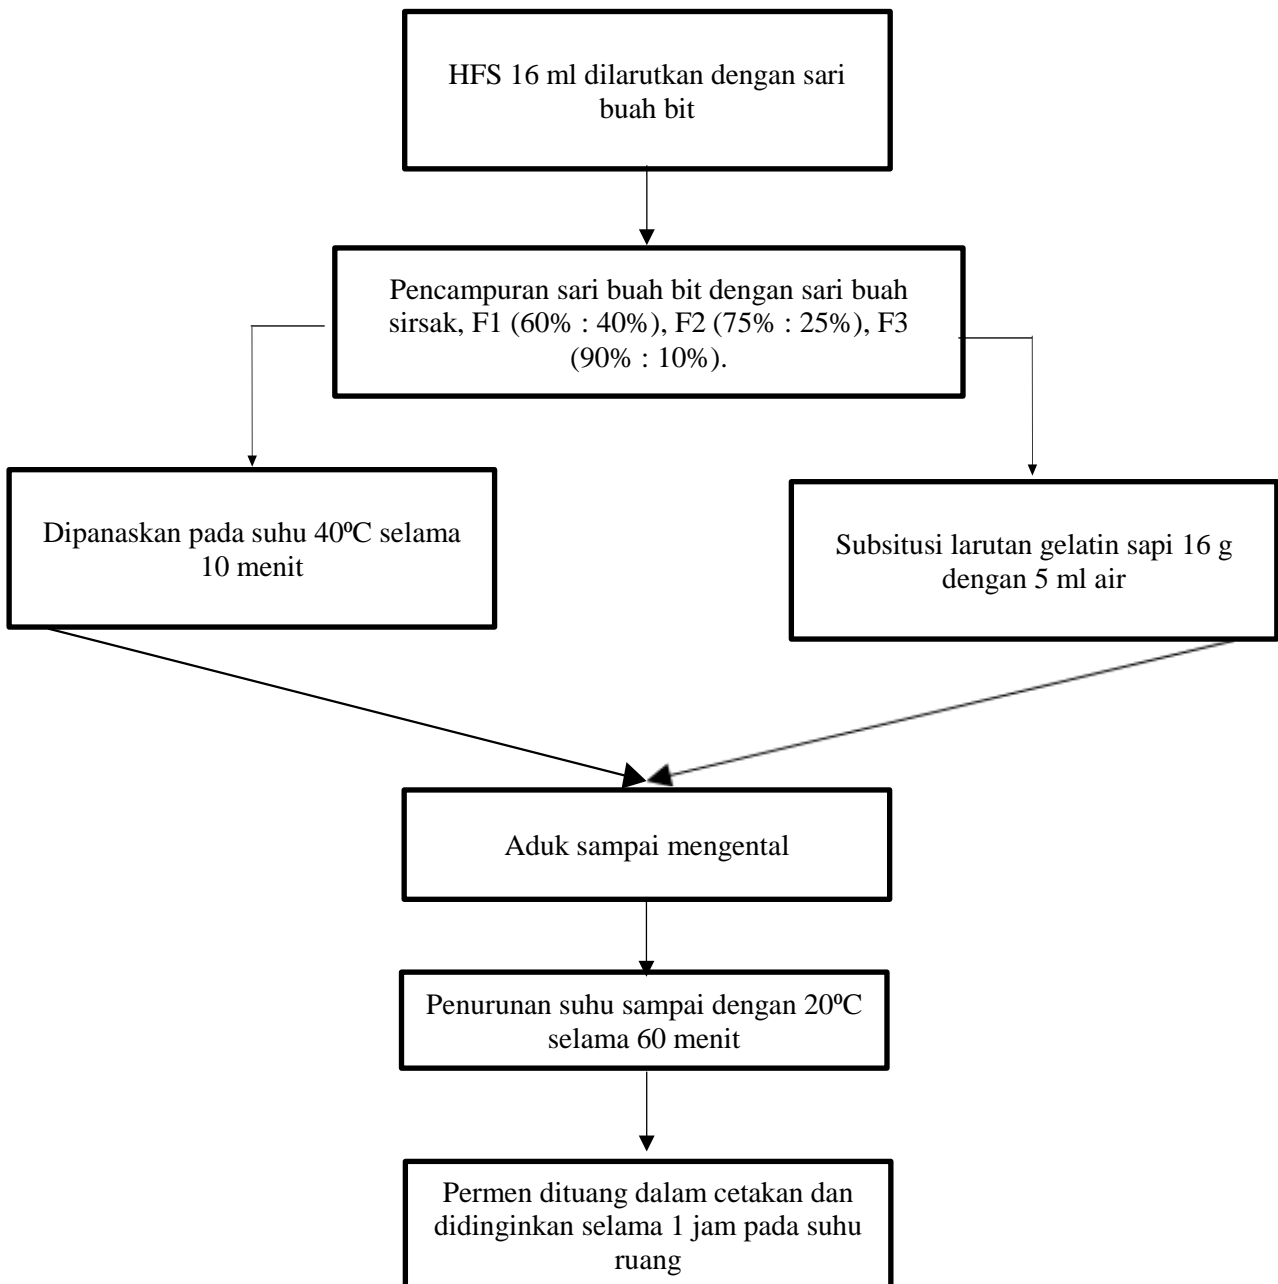 HFS 16 ml dilarutkan dengan sari
buah bit
Pencampuran sari buah bit dengan sari buah
sirsak, F1 (60% : 40%), F2 (75% : 25%), F3
(90% : 10%).
Dipanaskan pada suhu 40⁰C selama
10 menit
Subsitusi larutan gelatin sapi 16 g
dengan 5 ml air
Aduk sampai mengental
Penurunan suhu sampai dengan 20⁰C
selama 60 menit
Permen dituang dalam cetakan dan
didinginkan selama 1 jam pada suhu
ruang